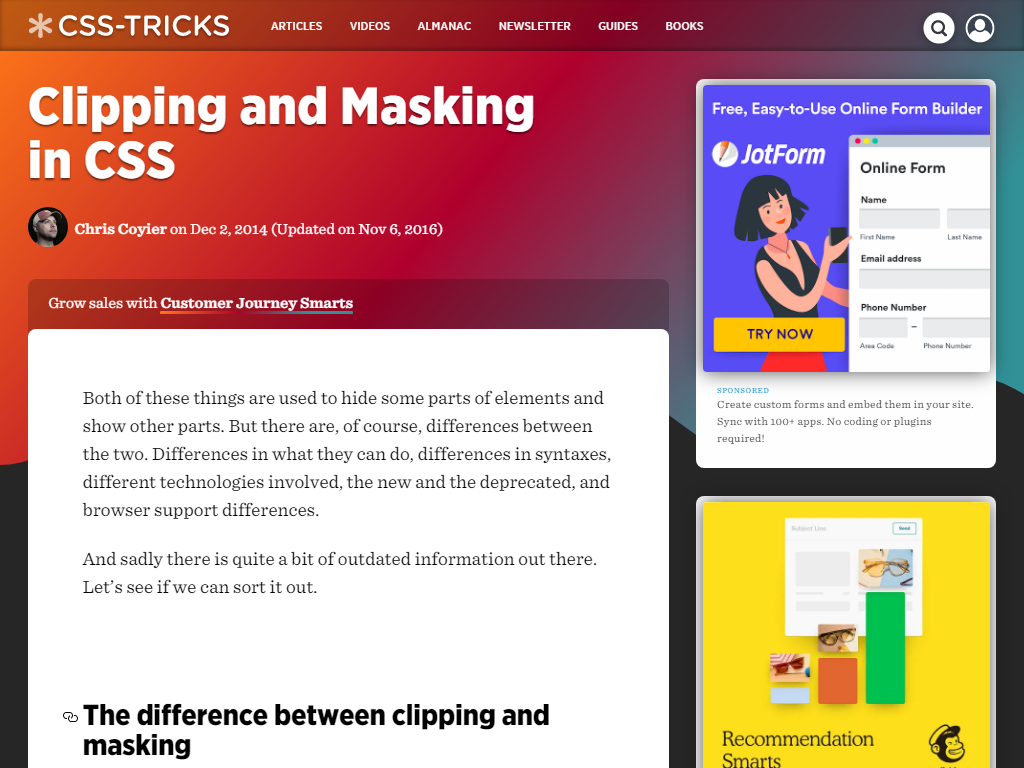 CSS-TRICKS
ARTICLES VIDEOS ALMANAC NEWSLETTER GUIDES BOOKS
Clipping and Masking
in CSS
Chris Coyier on Dec 2, 2014 (Updated on Nov 6, 2016)
Grow sales with Customer Journey Smarts
Both of these things are used to hide some parts of elements and
show other parts. But there are, of course, differences between
the two. Differences in what they can do, differences in syntaxes,
different technologies involved, the new and the deprecated, and
browser support differences.
And sadly there is quite a bit of outdated information out there.
Let's see if we can sort it out.
The difference between clipping and
masking
Free, Easy-to-Use Online Form Builder
JotForm
Online Form
Name
First Name Last Name
Email address
Phone Number
–
Area Code Phone Number
TRY NOW
SPONSORED
Create custom forms and embed them in your site.
Sync with 100+ apps. No coding or plugins
required!
Subject Line Send
Recommendation
Smarts